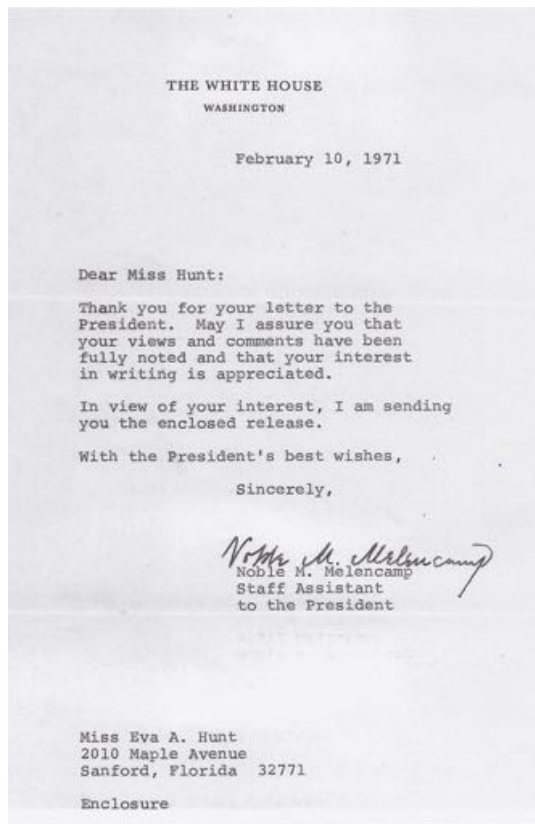 THE WHITE HOUSE
WASHINGTON
February 10, 1971
Dear Miss Hunt:
Thank you for your letter to the
President. May I assure you that
your views and comments have been
fully noted and that your interest
in writing is appreciated.
In view of your interest, I am sending
you the enclosed release.
With the President's best wishes,
Sincerely,
Noble M. Melencamp
Noble M. Melencamp
Staff Assistant
to the President
Miss Eva A. Hunt
2010 Maple Avenue
Sanford, Florida 32771
Enclosure